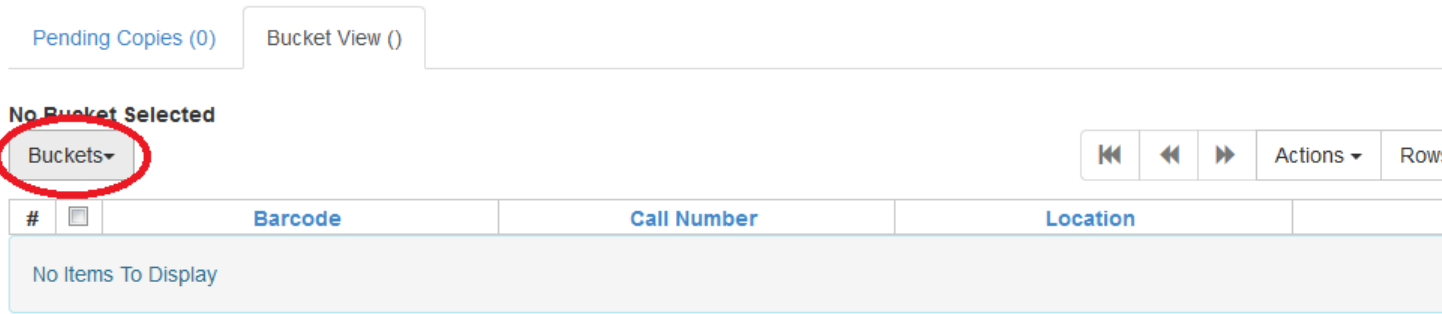 Pending Copies (0) Bucket View ()
No Bucket Selected
Buckets Actions Rows
# Barcode Call Number Location
No Items To Display